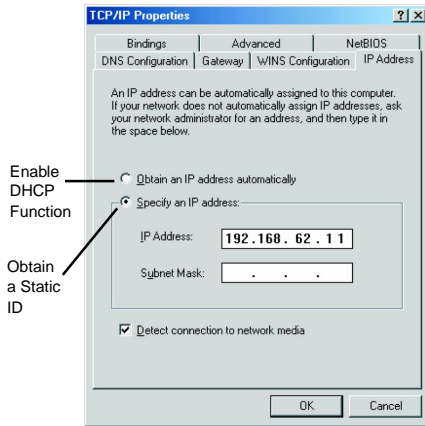 TCP/IP Properties
? ×
Bindings Advanced NetBIOS
DNS Configuration Gateway WINS Configuration IP Address
An IP address can be automatically assigned to this computer.
If your network does not automatically assign IP addresses, ask
your network administrator for an address, and then type it in
the space below.
Enable
DHCP
Function
Obtain an IP address automatically
Specify an IP address:
IP Address: 192.168. 62 .11
Obtain
a Static
ID
Subnet Mask: . . .
Detect connection to network media
OK Cancel